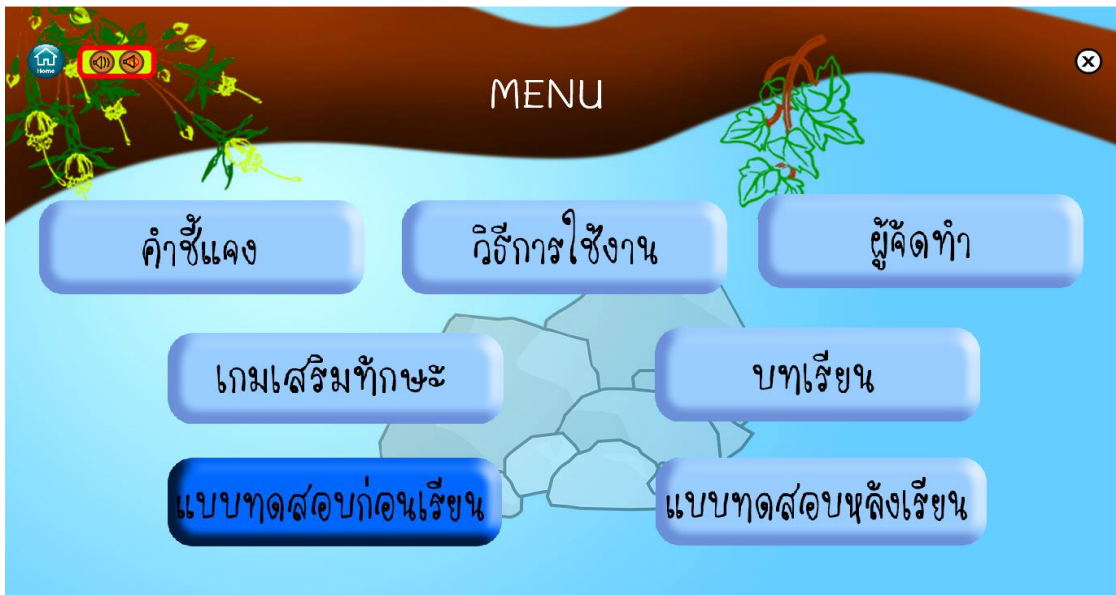 Home
MENU
คำชี้แจง
วิธีการใช้งาน
ผู้จัดทำ
เกมเสริมทักษะ
บทเรียน
แบบทดสอบก่อนเรียน
แบบทดสอบหลังเรียน